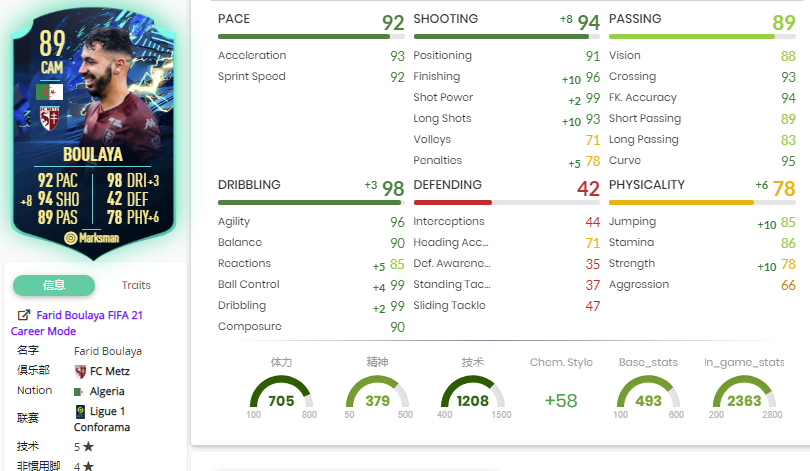 89
CAM
FC METZ
BOULAYA
92 PAC 98 DRI+3
+8 94 SHO 42 DEF
89 PAS 78 PHY+6
Marksman
信息 Traits
Farid Boulaya FIFA 21
Career Mode
名字 Farid Boulaya
俱乐部 FC Metz
Nation Algeria
联赛 Ligue 1
Conforama
技术 5★
非惯用脚 4★
PACE 92
Acceleration 93
Sprint Speed 92
SHOOTING +8 94
Positioning 91
Finishing +10 96
Shot Power +2 99
Long Shots +10 93
Volleys 71
Penalties +5 78
PASSING 89
Vision 88
Crossing 93
FK. Accuracy 94
Short Passing 89
Long Passing 83
Curve 95
DRIBBLING +3 98
Agility 96
Balance 90
Reactions +5 85
Ball Control +4 99
Dribbling +2 99
Composure 90
DEFENDING 42
Interceptions 44
Heading Acc... 71
Def. Awarene... 35
Standing Tac... 37
Sliding Tackle 47
PHYSICALITY +6 78
Jumping +10 85
Stamina 86
Strength +10 78
Aggression 66
体力 精神 技术 Chem. Style Base_stats In_game_stats
705 379 1208 +58 493 2363
100 800 50 500 400 1500 100 600 200 2800